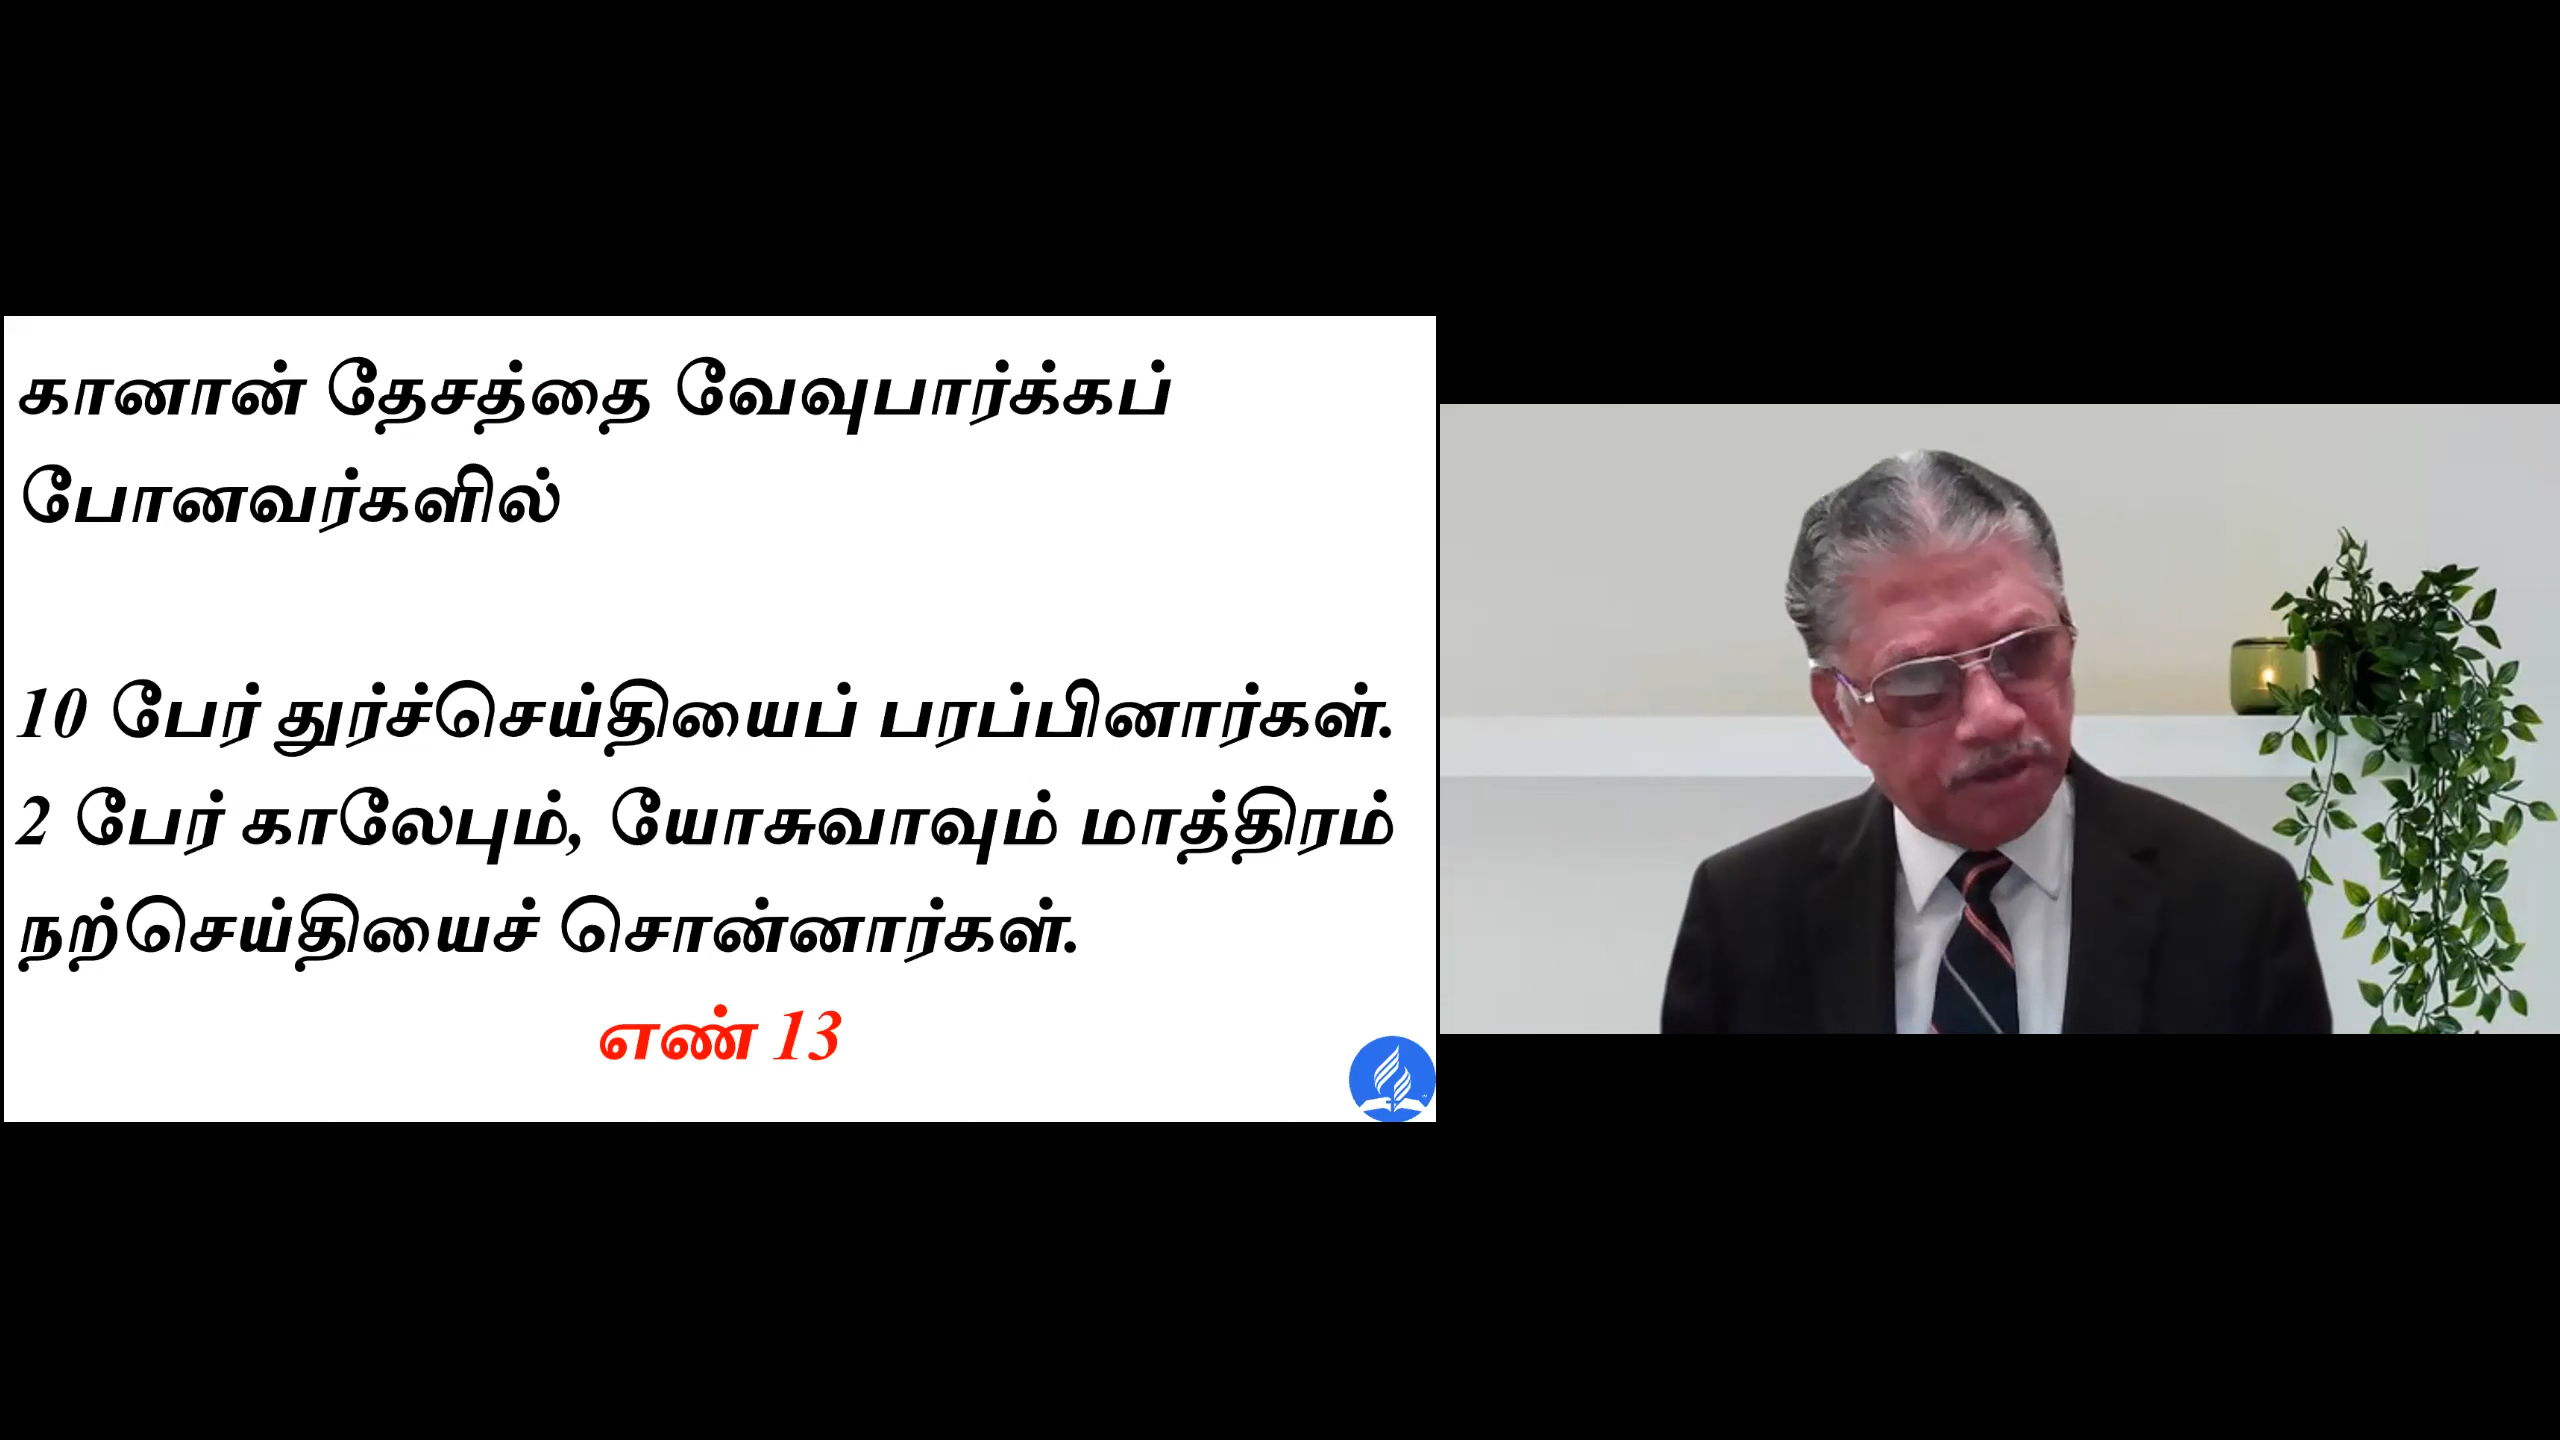 கானான் தேசத்தை வேவுபார்க்கப்
போனவர்களில்
10 பேர் துர்ச்செய்தியைப் பரப்பினார்கள்.
2 பேர் காலேபும், யோசுவாவும் மாத்திரம்
நற்செய்தியைச் சொன்னார்கள்.
எண் 13